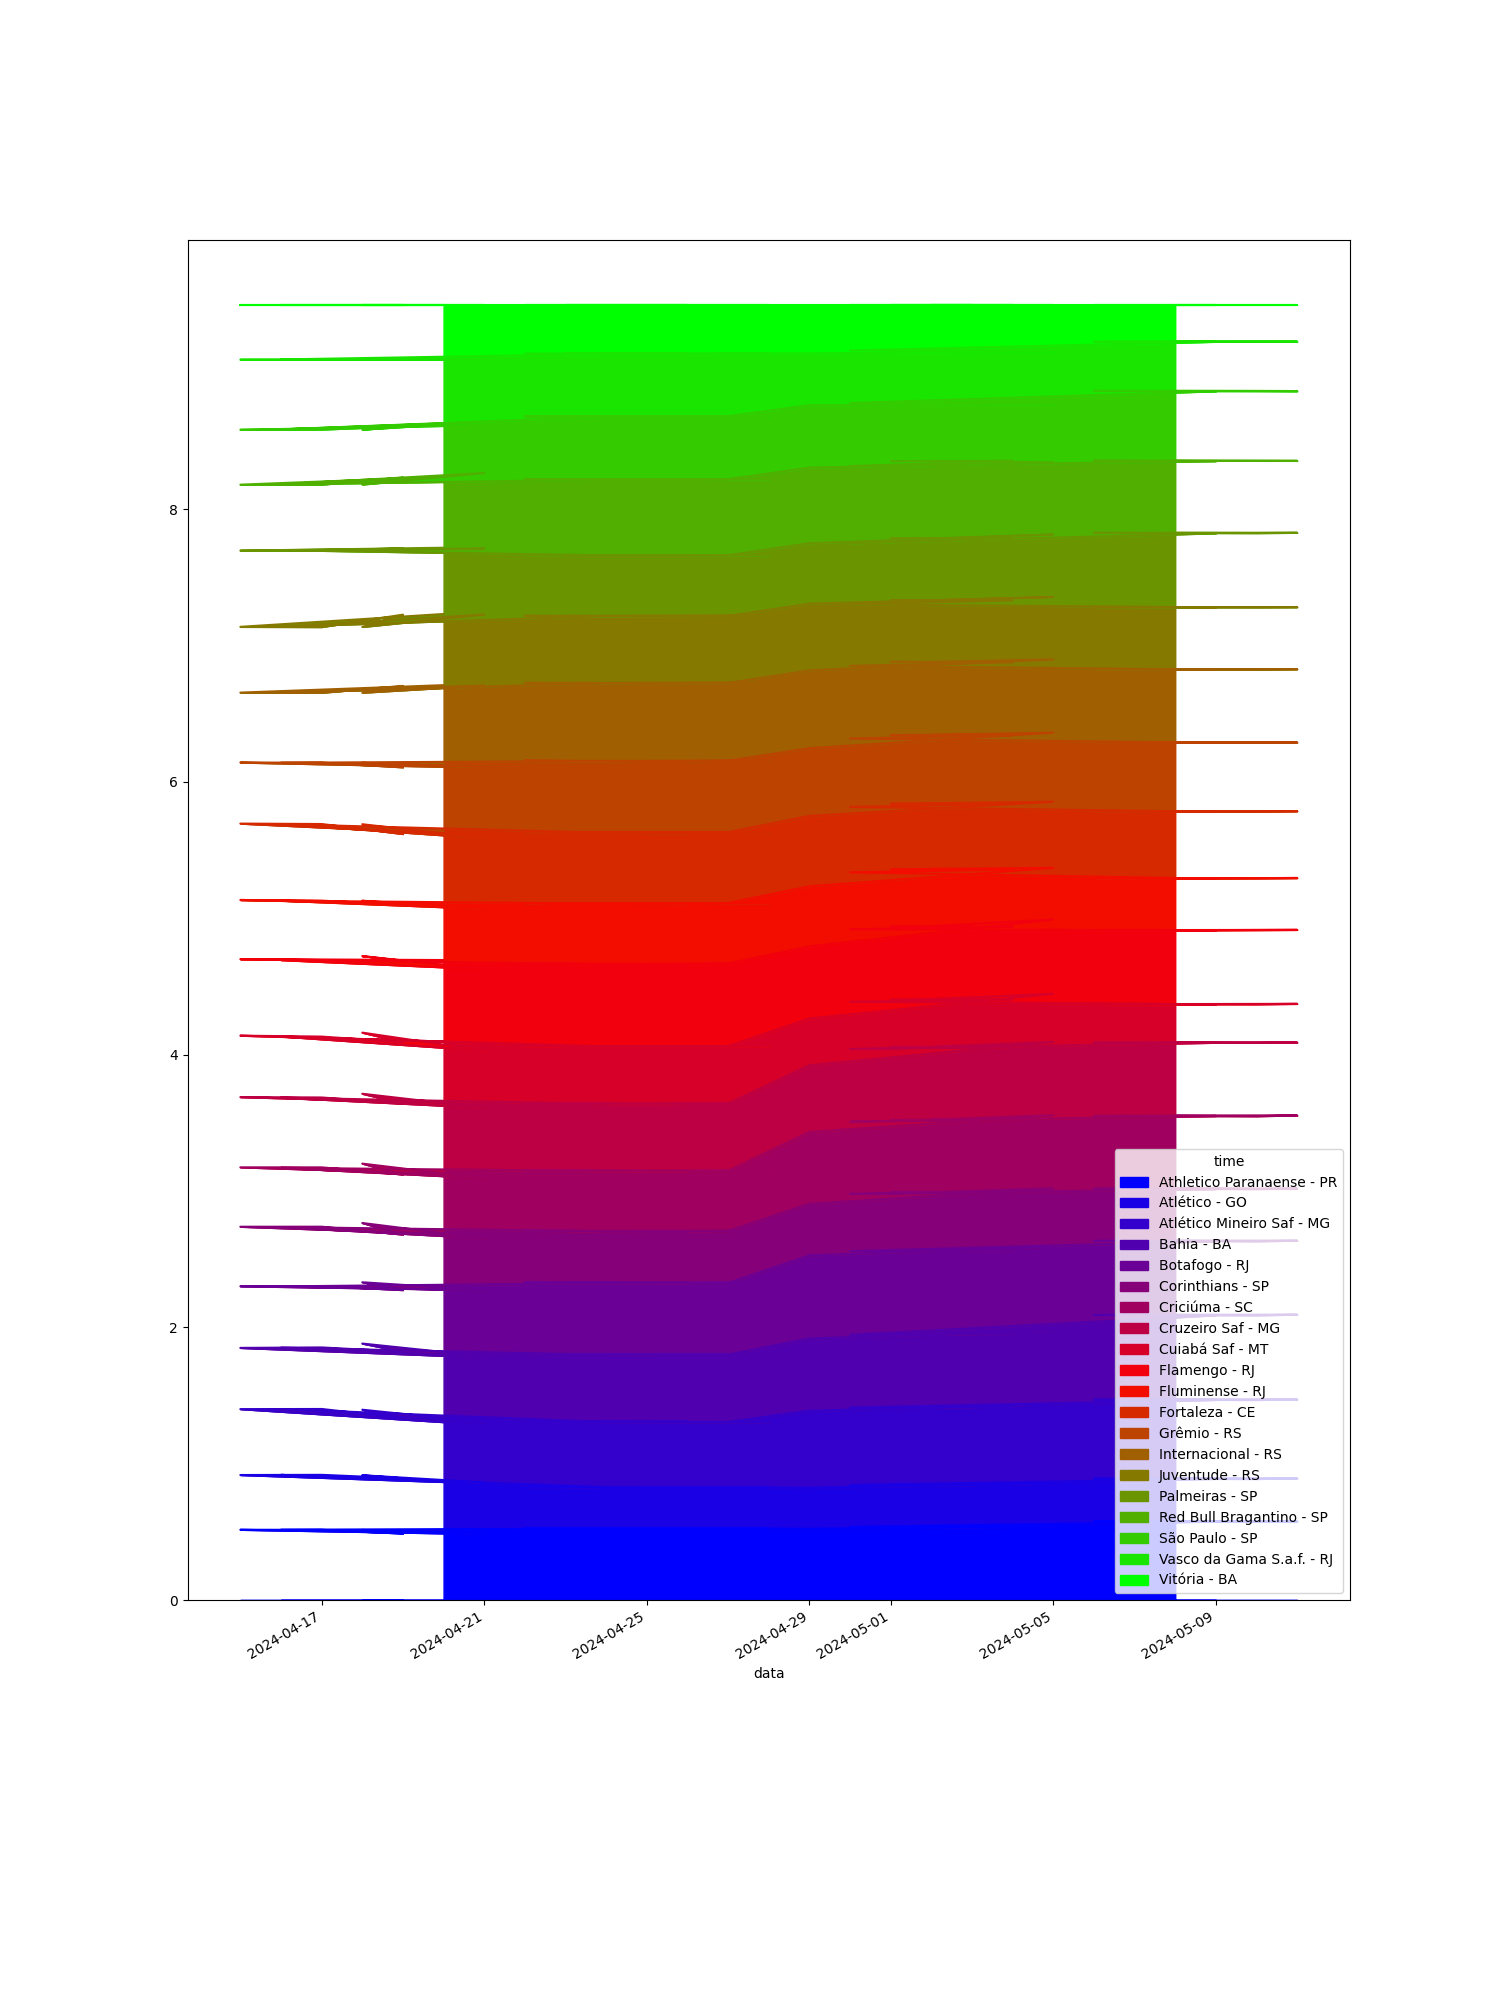 8
6
4
2
0
2024-04-17
2024-04-21
2024-04-25
2024-04-29
2024-05-01
2024-05-05
2024-05-09
data
time
Athletico Paranaense - PR
Atlético - GO
Atlético Mineiro Saf - MG
Bahia - BA
Botafogo - RJ
Corinthians - SP
Criciúma - SC
Cruzeiro Saf - MG
Cuiabá Saf - MT
Flamengo - RJ
Fluminense - RJ
Fortaleza - CE
Grêmio - RS
Internacional - RS
Juventude - RS
Palmeiras - SP
Red Bull Bragantino - SP
São Paulo - SP
Vasco da Gama S.a.f. - RJ
Vitória - BA